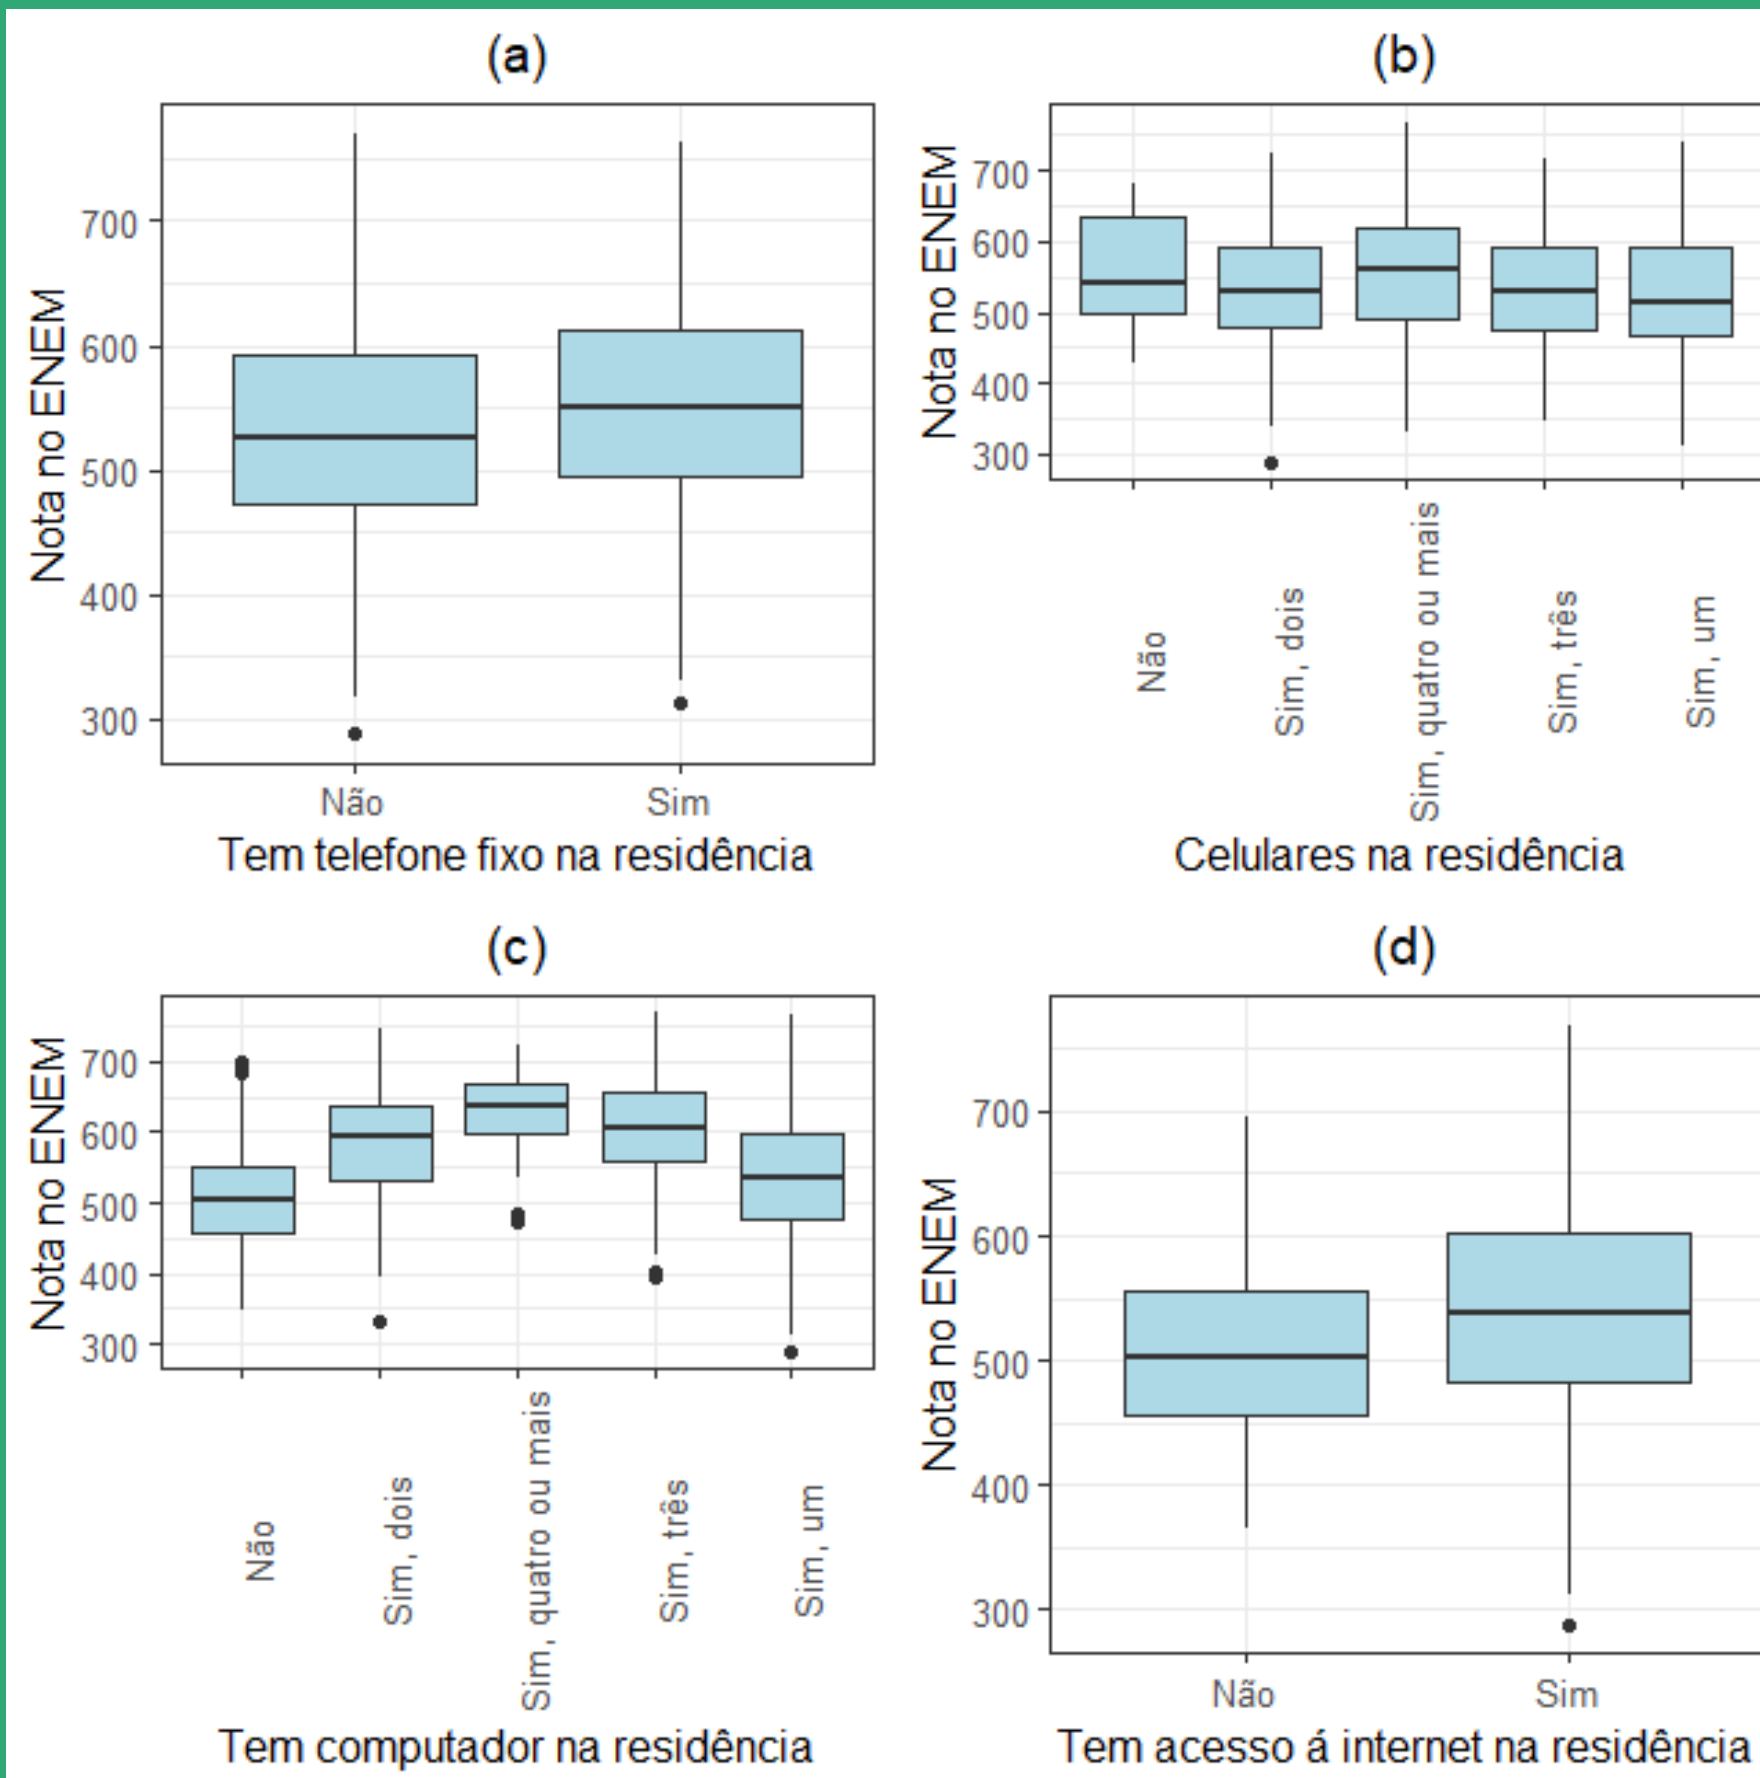 (a)
Nota no ENEM
700
600
500
400
300
Não
Sim
Tem telefone fixo na residência
(b)
Nota no ENEM
700
600
500
400
300
Não
Sim, dois
Sim, quatro ou mais
Sim, três
Sim, um
Celulares na residência
(c)
Nota no ENEM
700
600
500
400
300
Não
Sim, dois
Sim, quatro ou mais
Sim, três
Sim, um
Tem computador na residência
(d)
Nota no ENEM
700
600
500
400
300
Não
Sim
Tem acesso á internet na residência